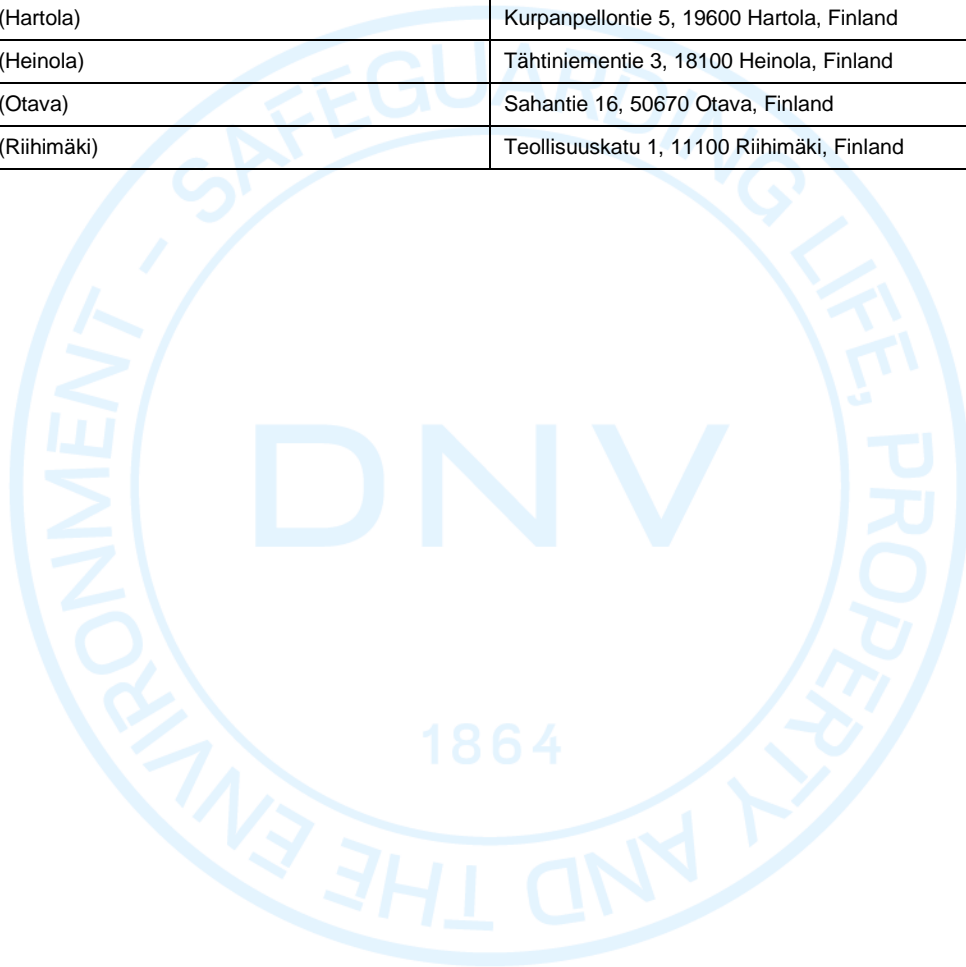 (Hartola) Kurpanpellontie 5, 19600 Hartola, Finland
(Heinola) Tähtiniementie 3, 18100 Heinola, Finland
(Otava) Sahantie 16, 50670 Otava, Finland
(Riihimäki) Teollisuuskatu 1, 11100 Riihimäki, Finland
SAFEGUARDING LIFE, PROPERTY AND THE ENVIRONMENT -
DNV
1864